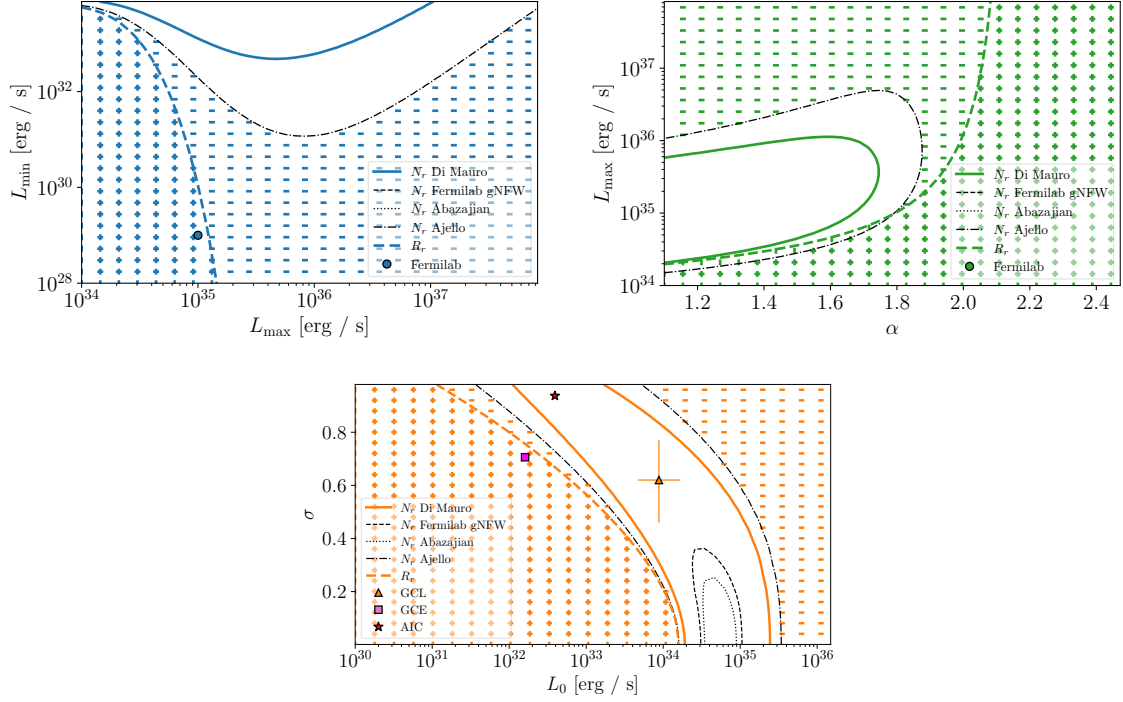 L_min [erg / s]
10^32
10^30
10^28
N_r Di Mauro
N_r Fermilab gNFW
N_r Abazajian
N_r Ajello
R_r
Fermilab
10^34 10^35 10^36 10^37
L_max [erg / s]
L_max [erg / s]
10^37
10^36
10^35
10^34
N_r Di Mauro
N_r Fermilab gNFW
N_r Abazajian
N_r Ajello
R_r
Fermilab
1.2 1.4 1.6 1.8 2.0 2.2 2.4
α
σ
0.8
0.6
0.4
0.2
N_r Di Mauro
N_r Fermilab gNFW
N_r Abazajian
N_r Ajello
R_r
GCL
GCE
AIC
10^30 10^31 10^32 10^33 10^34 10^35 10^36
L_0 [erg / s]